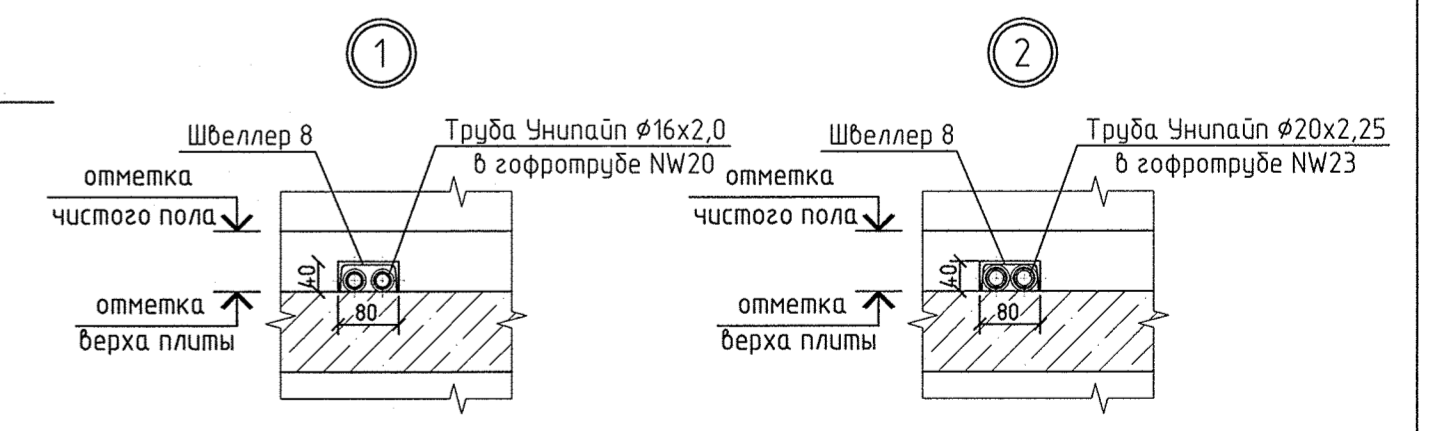 1
Швеллер 8
Труба Унипайп Ø16х2,0
в гофротрубе NW20
отметка
чистого пола
40
80
отметка
верха плиты
2
Швеллер 8
Труба Унипайп Ø20х2,25
в гофротрубе NW23
отметка
чистого пола
40
80
отметка
верха плиты